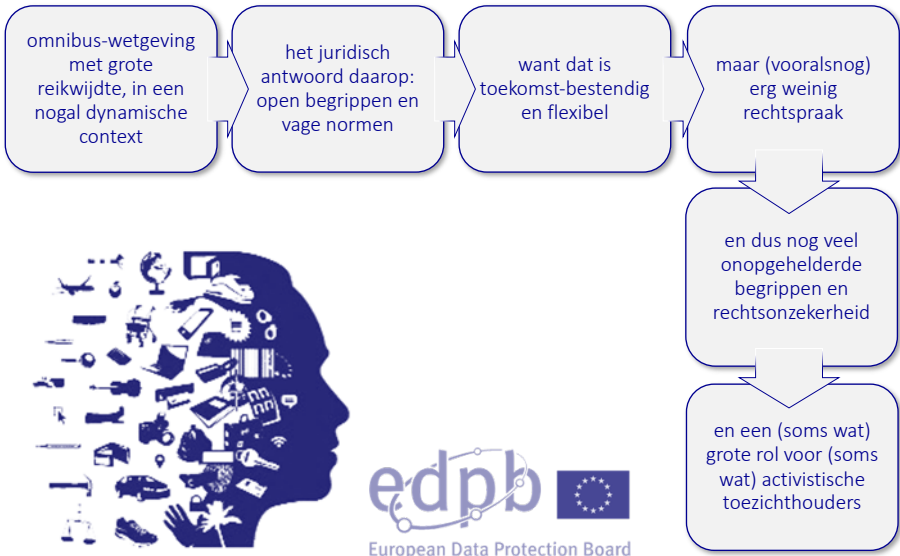 omnibus-wetgeving
met grote
reikwijdte, in een
nogal dynamische
context
het juridisch
antwoord daarop:
open begrippen en
vage normen
want dat is
toekomst-bestendig
en flexibel
maar (vooralsnog)
erg weinig
rechtspraak
en dus nog veel
onopgehelderde
begrippen en
rechtsonzekerheid
en een (soms wat)
grote rol voor (soms
wat) activistische
toezichthouders
edpb
European Data Protection Board